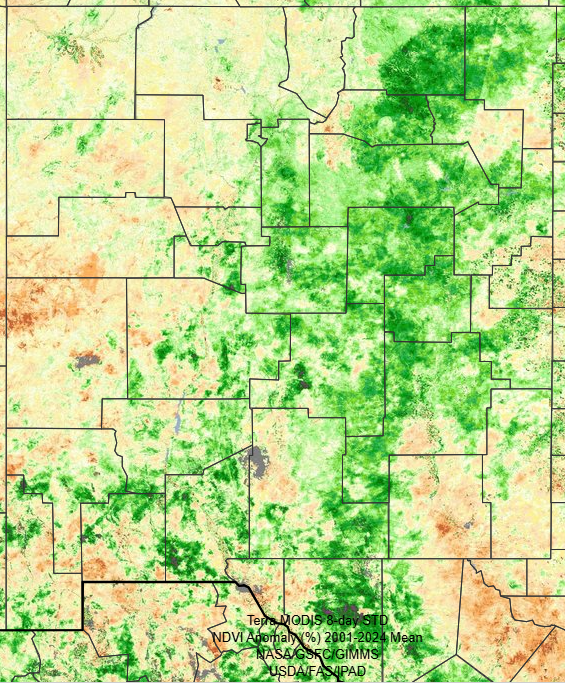 Terra MODIS 8-day STD
NDVI Anomaly (%) 2001-2024 Mean
NASA/GSFC/GIMMS
USDA/FAS/IPAD